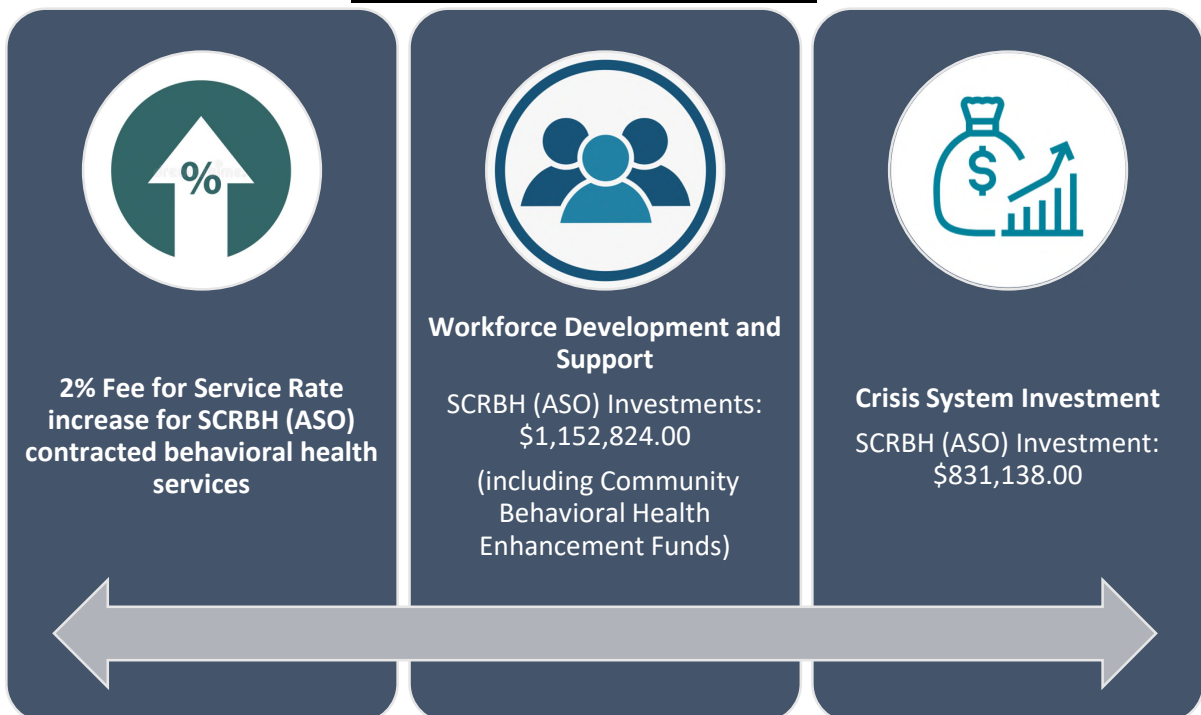 %
2% Fee for Service Rate
increase for SCRBH (ASO)
contracted behavioral health
services
Workforce Development and
Support
SCRBH (ASO) Investments:
$1,152,824.00
(including Community
Behavioral Health
Enhancement Funds)
$
Crisis System Investment
SCRBH (ASO) Investment:
$831,138.00